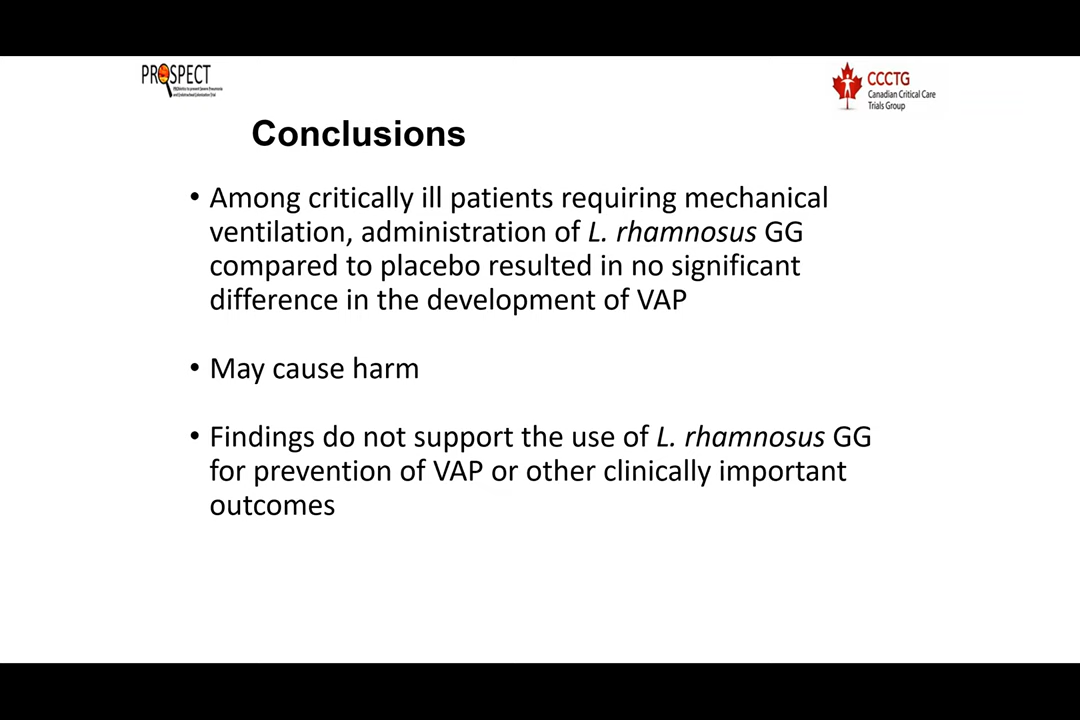 PROSPECT
CCCTG
Canadian Critical Care
Trials Group
Conclusions
• Among critically ill patients requiring mechanical
ventilation, administration of L. rhamnosus GG
compared to placebo resulted in no significant
difference in the development of VAP
• May cause harm
• Findings do not support the use of L. rhamnosus GG
for prevention of VAP or other clinically important
outcomes